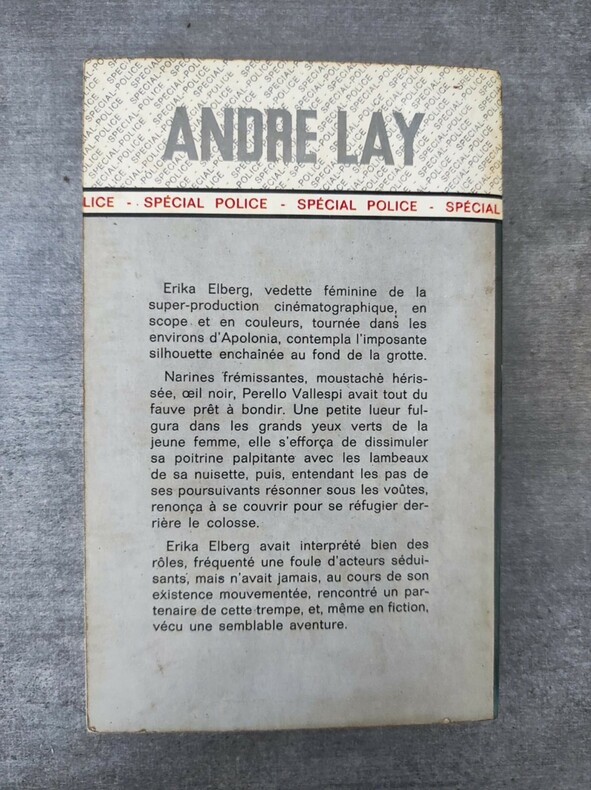 ANDRE LAY
LICE - SPÉCIAL POLICE - SPÉCIAL POLICE - SPÉCIAL
Erika Elberg, vedette féminine de la
super-production cinématographique, en
scope et en couleurs, tournée dans les
environs d'Apolonia, contempla l'imposante
silhouette enchaînée au fond de la grotte.
Narines frémissantes, moustache héris-
sée, œil noir, Perello Vallespi avait tout du
fauve prêt à bondir. Une petite lueur ful-
gura dans les grands yeux verts de la
jeune femme, elle s'efforça de dissimuler
sa poitrine palpitante avec les lambeaux
de sa nuisette, puis, entendant les pas de
ses poursuivants résonner sous les voûtes,
renonça à se couvrir pour se réfugier der-
rière le colosse.
Erika Elberg avait interprété bien des
rôles, fréquenté une foule d'acteurs sédui-
sants, mais n'avait jamais, au cours de son
existence mouvementée, rencontré un par-
tenaire de cette trempe, et, même en fiction,
vécu une semblable aventure.